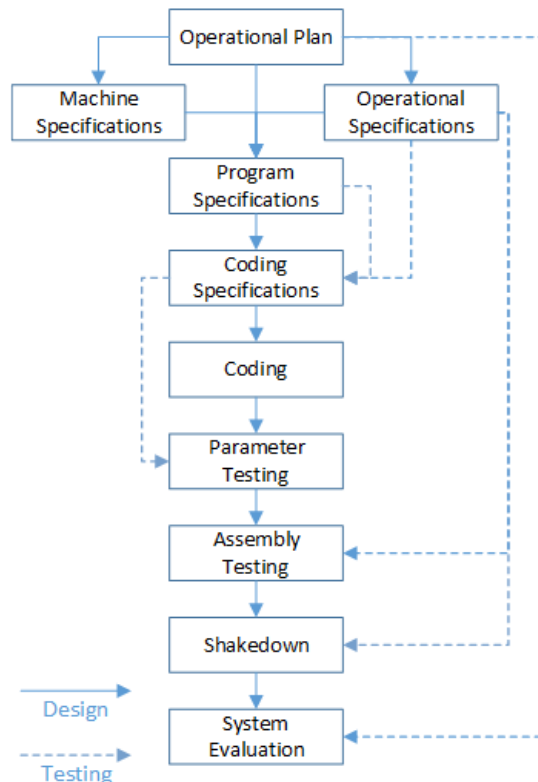 Operational Plan
Machine
Specifications
Operational
Specifications
Program
Specifications
Coding
Specifications
Coding
Parameter
Testing
Assembly
Testing
Shakedown
System
Evaluation
Design
Testing